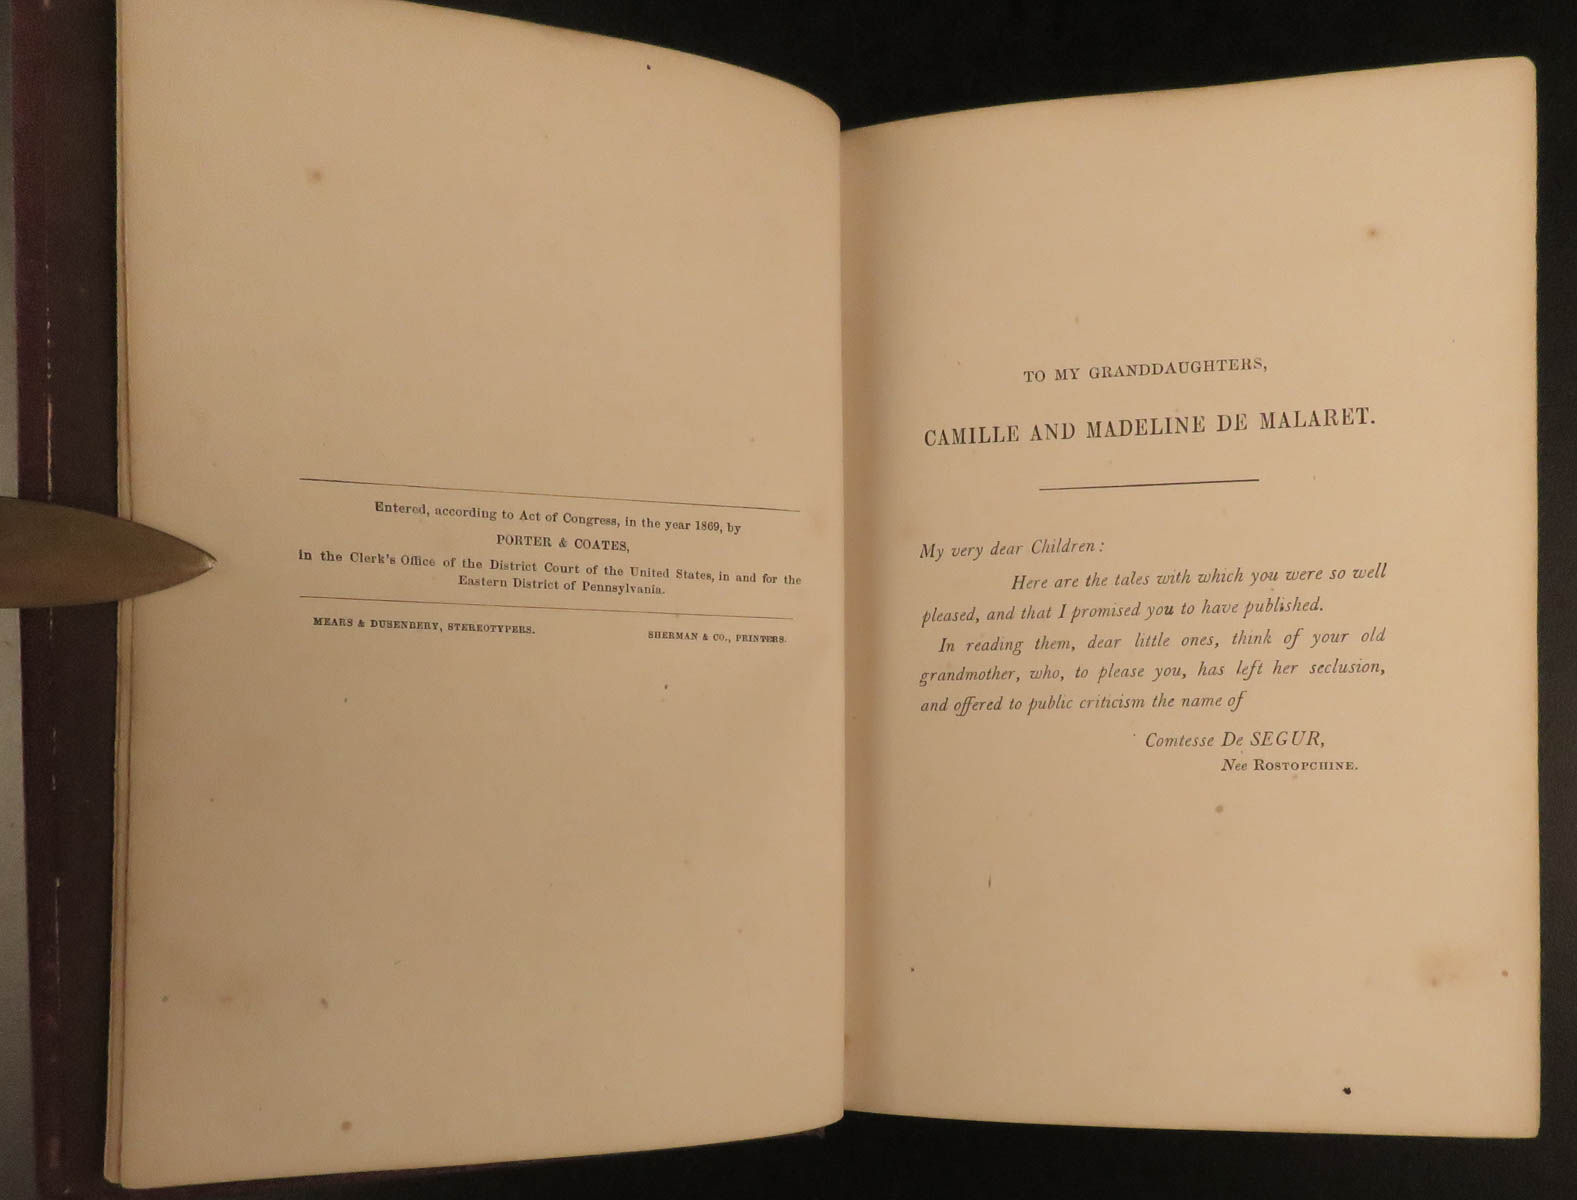 Entered, according to Act of Congress, in the year 1869, by
PORTER & COATES,
in the Clerk's Office of the District Court of the United States, in and for the
Eastern District of Pennsylvania.
MEARS & DUSENBERY, STEREOTYPERS.
SHERMAN & CO., PRINTERS.
TO MY GRANDDAUGHTERS,
CAMILLE AND MADELINE DE MALARET.
My very dear Children:
Here are the tales with which you were so well
pleased, and that I promised you to have published.
In reading them, dear little ones, think of your old
grandmother, who, to please you, has left her seclusion,
and offered to public criticism the name of
Comtesse De SEGUR,
Nee ROSTOPCHINE.